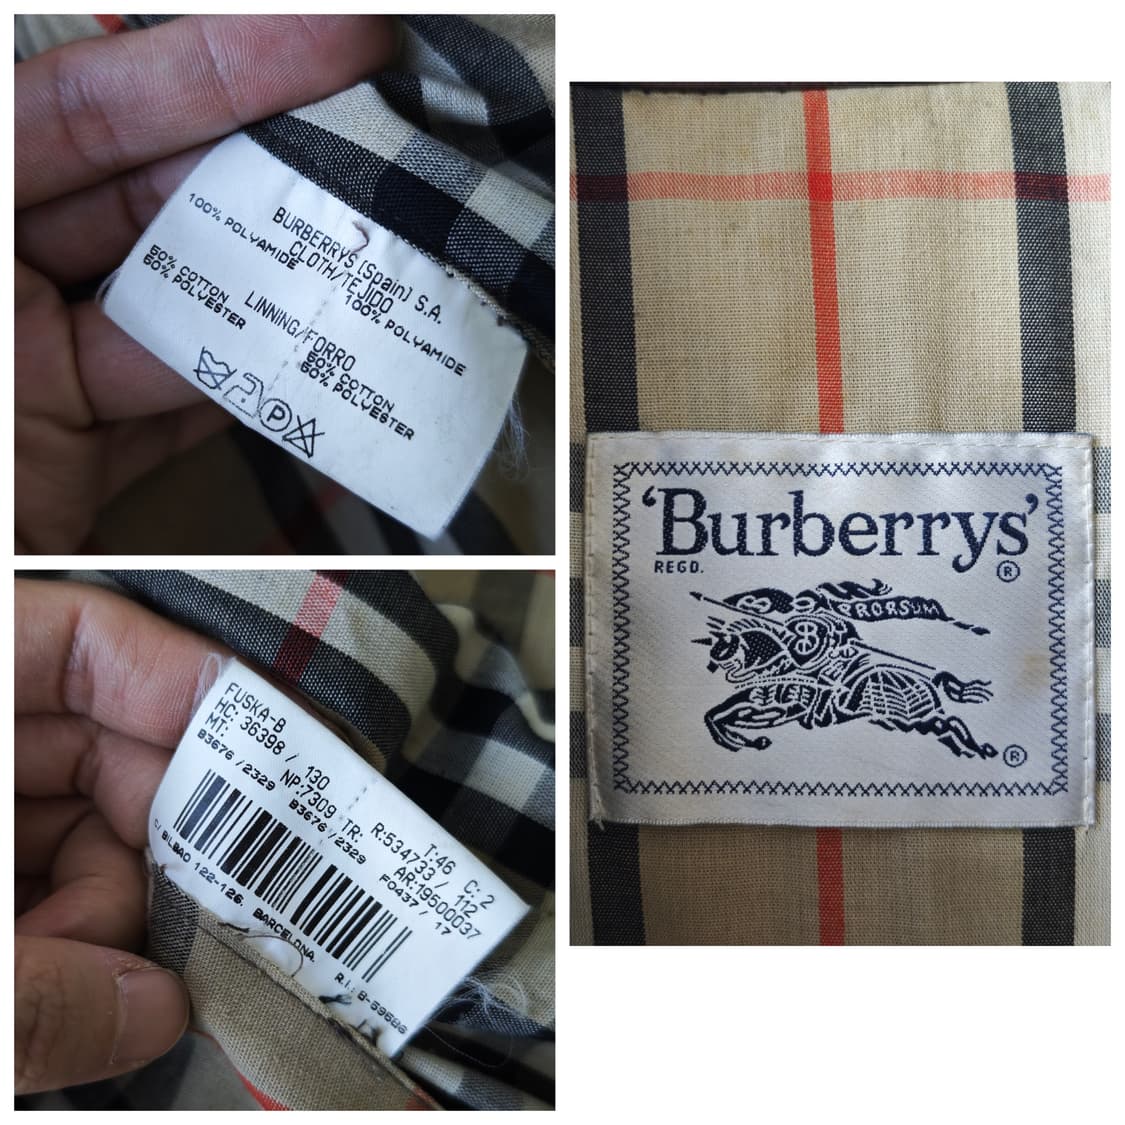 BURBERRYS (Spain) S.A.
CLOTH/TEJIDO
100% POLYAMIDE
100% POLYAMIDE
LINNING/FORRO
50% COTTON
50% POLYESTER
50% COTTON
50% POLYESTER
P
'Burberrys'
REGD.
®
PRORSUM
®
FUSKA-B
T:46 C: 2
HC: 36398 / 130
R:534733/ 112
MT:
NP:7309 TR:
AR:19500037
B3676 /2329
B3676 /2329
F0437 / 17
C/ BILBAO 122-126. BARCELONA.
R.I.: B-59586